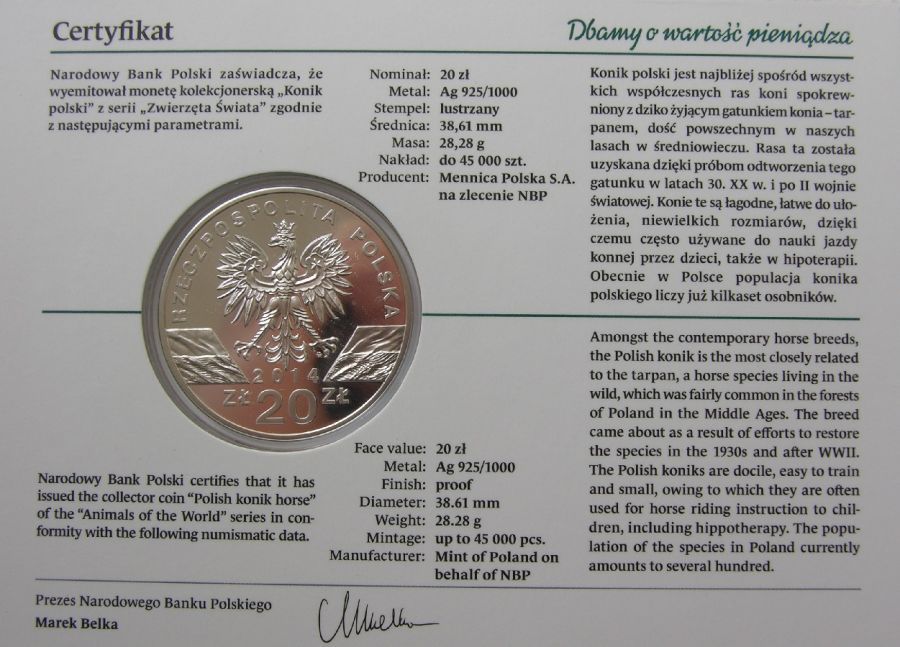 Certyfikat
Dbamy o wartość pieniądza
Narodowy Bank Polski zaświadcza, że
wyemitował monetę kolekcjonerską „Konik
polski” z serii „Zwierzęta Świata” zgodnie
z następującymi parametrami.
Nominał: 20 zł
Metal: Ag 925/1000
Stempel: lustrzany
Średnica: 38,61 mm
Masa: 28,28 g
Nakład: do 45 000 szt.
Producent: Mennica Polska S.A.
na zlecenie NBP
Konik polski jest najbliżej spośród wszyst-
kich współczesnych ras koni spokrew-
niony z dziko żyjącym gatunkiem konia – tar-
panem, dość powszechnym w naszych
lasach w średniowieczu. Rasa ta została
uzyskana dzięki próbom odtworzenia tego
gatunku w latach 30. XX w. i po II wojnie
światowej. Konie te są łagodne, łatwe do uło-
żenia, niewielkich rozmiarów, dzięki
czemu często używane do nauki jazdy
konnej przez dzieci, także w hipoterapii.
Obecnie w Polsce populacja konika
polskiego liczy już kilkaset osobników.
RZECZPOSPOLITA POLSKA
2014
ZŁ 20 ZŁ
Narodowy Bank Polski certifies that it has
issued the collector coin “Polish konik horse”
of the “Animals of the World” series in con-
formity with the following numismatic data.
Face value: 20 zł
Metal: Ag 925/1000
Finish: proof
Diameter: 38.61 mm
Weight: 28.28 g
Mintage: up to 45 000 pcs.
Manufacturer: Mint of Poland on
behalf of NBP
Amongst the contemporary horse breeds,
the Polish konik is the most closely related
to the tarpan, a horse species living in the
wild, which was fairly common in the forests
of Poland in the Middle Ages. The breed
came about as a result of efforts to restore
the species in the 1930s and after WWII.
The Polish koniks are docile, easy to train
and small, owing to which they are often
used for horse riding instruction to chil-
dren, including hippotherapy. The popu-
lation of the species in Poland currently
amounts to several hundred.
Prezes Narodowego Banku Polskiego
Marek Belka